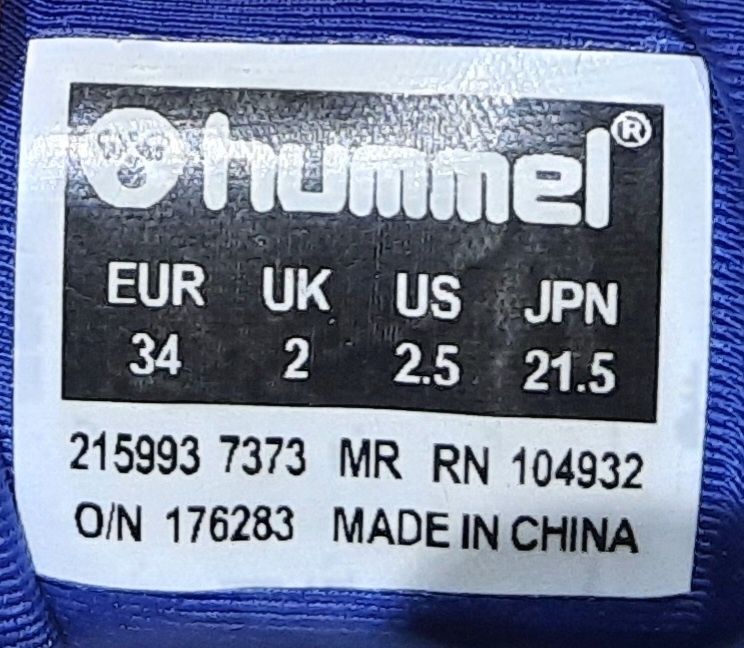 hummel®
EUR UK US JPN
34 2 2.5 21.5
215993 7373 MR RN 104932
O/N 176283 MADE IN CHINA